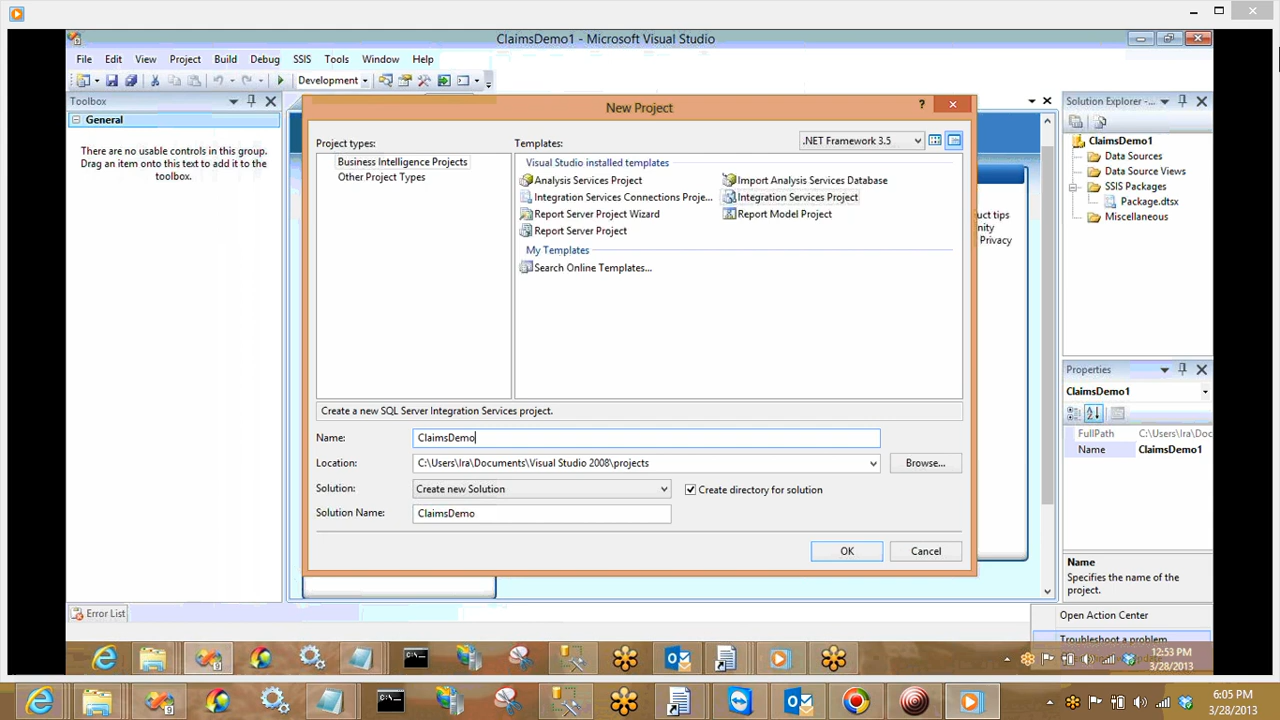 ClaimsDemo1 - Microsoft Visual Studio
File Edit View Project Build Debug SSIS Tools Window Help
Development
Toolbox
General
There are no usable controls in this group.
Drag an item onto this text to add it to the
toolbox.
New Project
?
Project types:
Business Intelligence Projects
Other Project Types
Templates:
.NET Framework 3.5
Visual Studio installed templates
Analysis Services Project
Import Analysis Services Database
Integration Services Connections Proje...
Integration Services Project
Report Server Project Wizard
Report Model Project
Report Server Project
My Templates
Search Online Templates...
Create a new SQL Server Integration Services project.
Name: ClaimsDemo
Location: C:\Users\Ira\Documents\Visual Studio 2008\projects
Browse...
Solution: Create new Solution
Create directory for solution
Solution Name: ClaimsDemo
OK
Cancel
uct tips
nity
Privacy
Solution Explorer -...
ClaimsDemo1
Data Sources
Data Source Views
SSIS Packages
Package.dtsx
Miscellaneous
Properties
ClaimsDemo1
FullPath C:\Users\Ira\Doc
Name ClaimsDemo1
Name
Specifies the name of the
project.
Error List
Open Action Center
Troubleshoot a problem
12:53 PM
3/28/2013
6:05 PM
3/28/2013